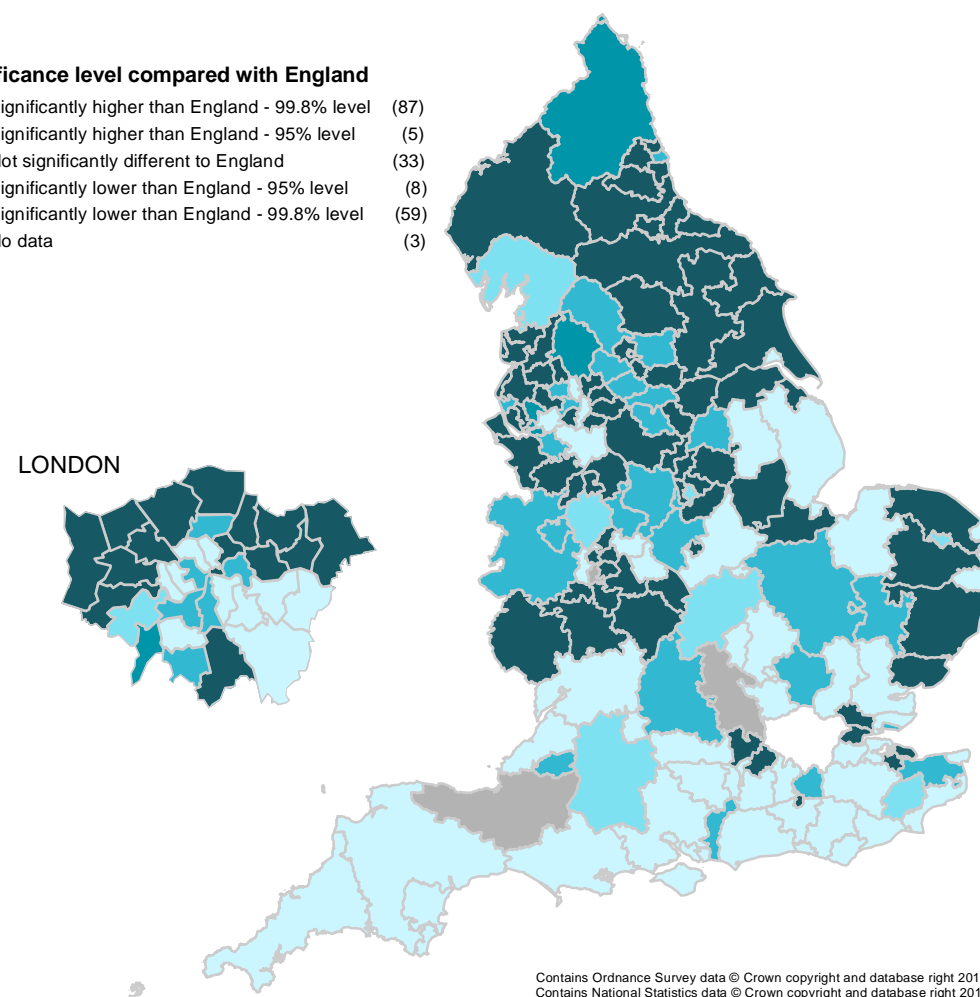 ficance level compared with England
ignificantly higher than England - 99.8% level (87)
ignificantly higher than England - 95% level (5)
lot significantly different to England (33)
ignificantly lower than England - 95% level (8)
ignificantly lower than England - 99.8% level (59)
lo data (3)
LONDON
Contains Ordnance Survey data © Crown copyright and database right 201
Contains National Statistics data © Crown copyright and database right 201